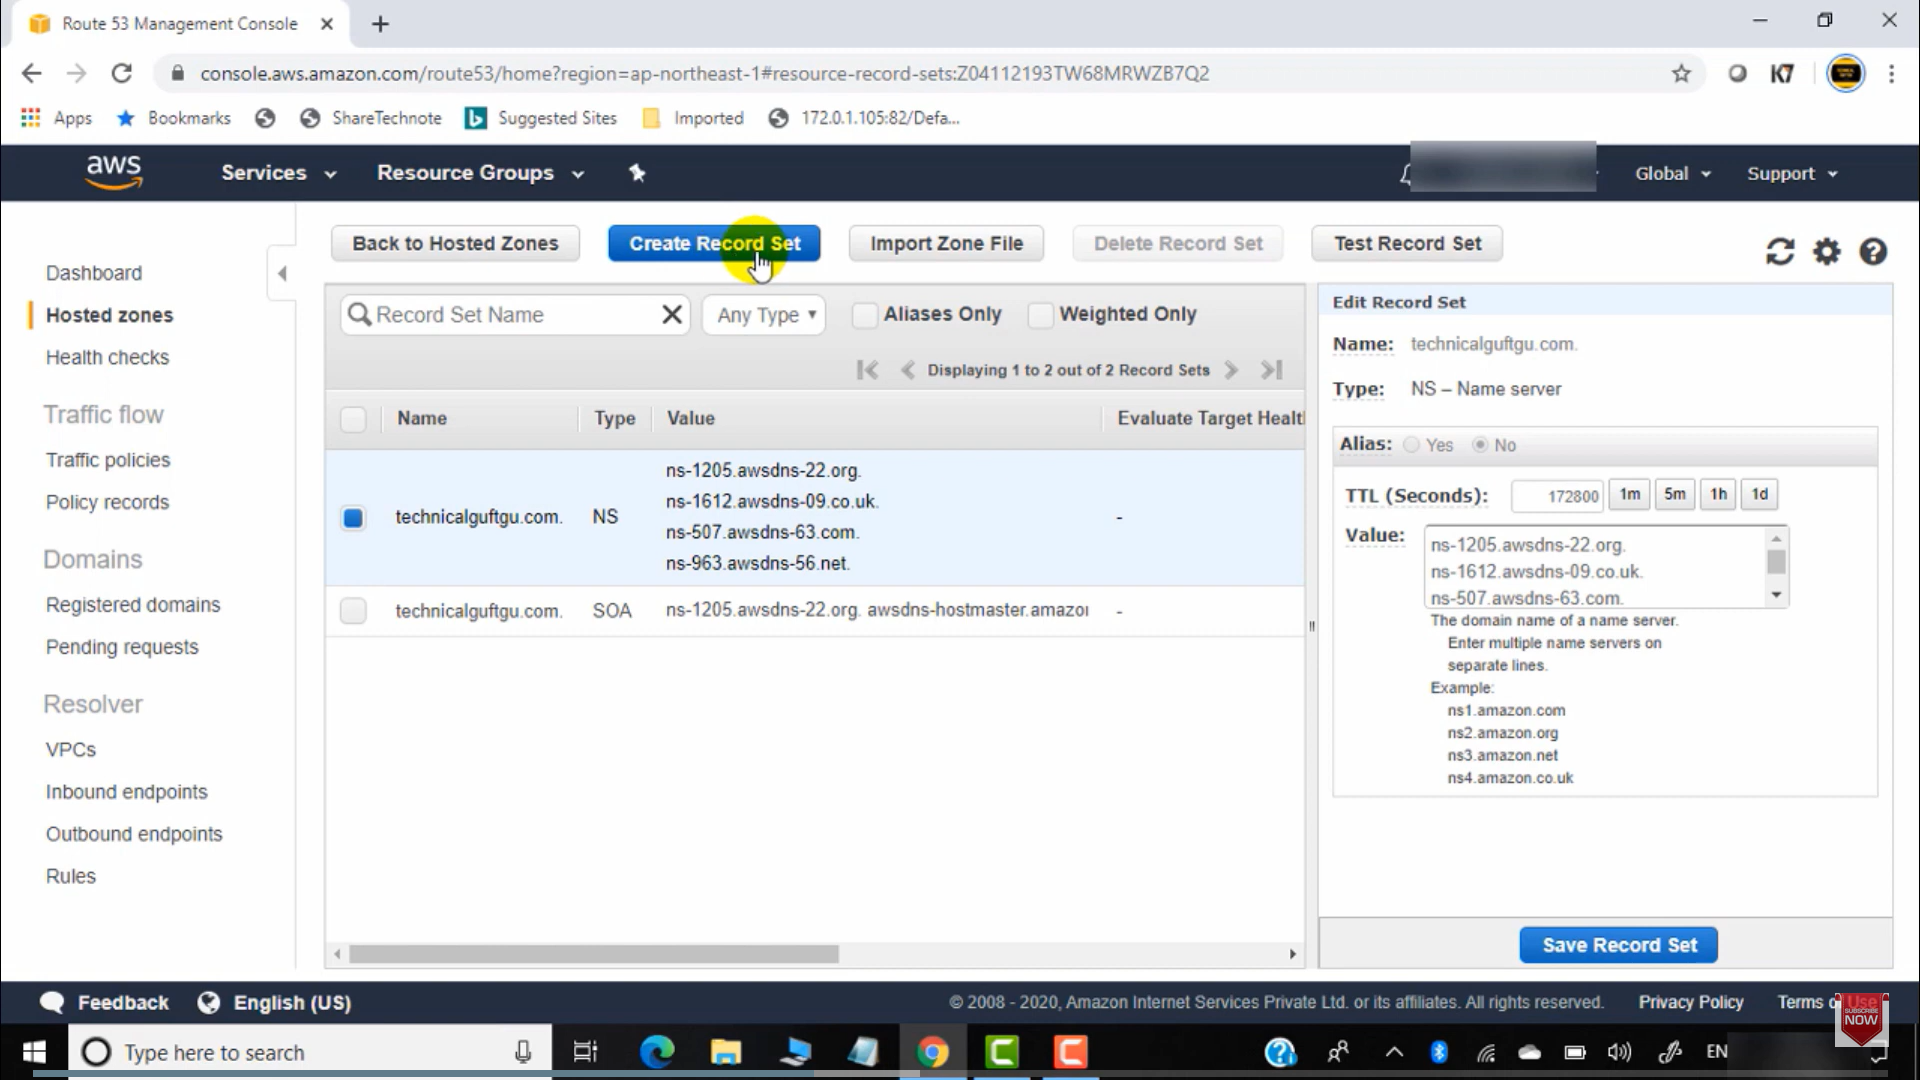 Route 53 Management Console
console.aws.amazon.com/route53/home?region=ap-northeast-1#resource-record-sets:Z04112193TW68MRWZB7Q2
K7
Apps Bookmarks ShareTechnote Suggested Sites Imported 172.0.1.105:82/Defa...
aws Services Resource Groups Global Support
Back to Hosted Zones Create Record Set Import Zone File Delete Record Set Test Record Set
Dashboard
Hosted zones
Health checks
Traffic flow
Traffic policies
Policy records
Domains
Registered domains
Pending requests
Resolver
VPCs
Inbound endpoints
Outbound endpoints
Rules
Record Set Name Any Type Aliases Only Weighted Only
Displaying 1 to 2 out of 2 Record Sets
Name Type Value Evaluate Target Healt
technicalguftgu.com. NS
ns-1205.awsdns-22.org.
ns-1612.awsdns-09.co.uk.
ns-507.awsdns-63.com.
ns-963.awsdns-56.net.
-
technicalguftgu.com. SOA ns-1205.awsdns-22.org. awsdns-hostmaster.amazo -
Edit Record Set
Name: technicalguftgu.com.
Type: NS – Name server
Alias: Yes No
TTL (Seconds): 172800 1m 5m 1h 1d
Value:
ns-1205.awsdns-22.org.
ns-1612.awsdns-09.co.uk.
ns-507.awsdns-63.com.
The domain name of a name server.
Enter multiple name servers on
separate lines.
Example:
ns1.amazon.com
ns2.amazon.org
ns3.amazon.net
ns4.amazon.co.uk
Save Record Set
Feedback English (US) © 2008 - 2020, Amazon Internet Services Private Ltd. or its affiliates. All rights reserved. Privacy Policy Terms of Use
SUBSCRIBE
NOW
Type here to search
EN